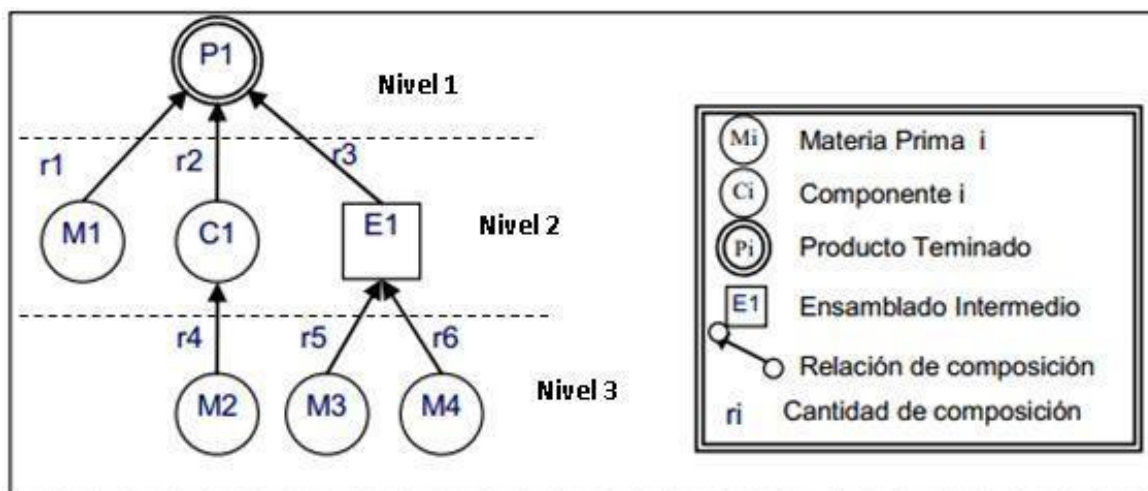 P1
Nivel 1
r1
r2
r3
M1
C1
E1
Nivel 2
r4
r5
r6
M2
M3
M4
Nivel 3
Mi Materia Prima i
Ci Componente i
Pi Producto Teminado
E1 Ensamblado Intermedio
Relación de composición
ri Cantidad de composición